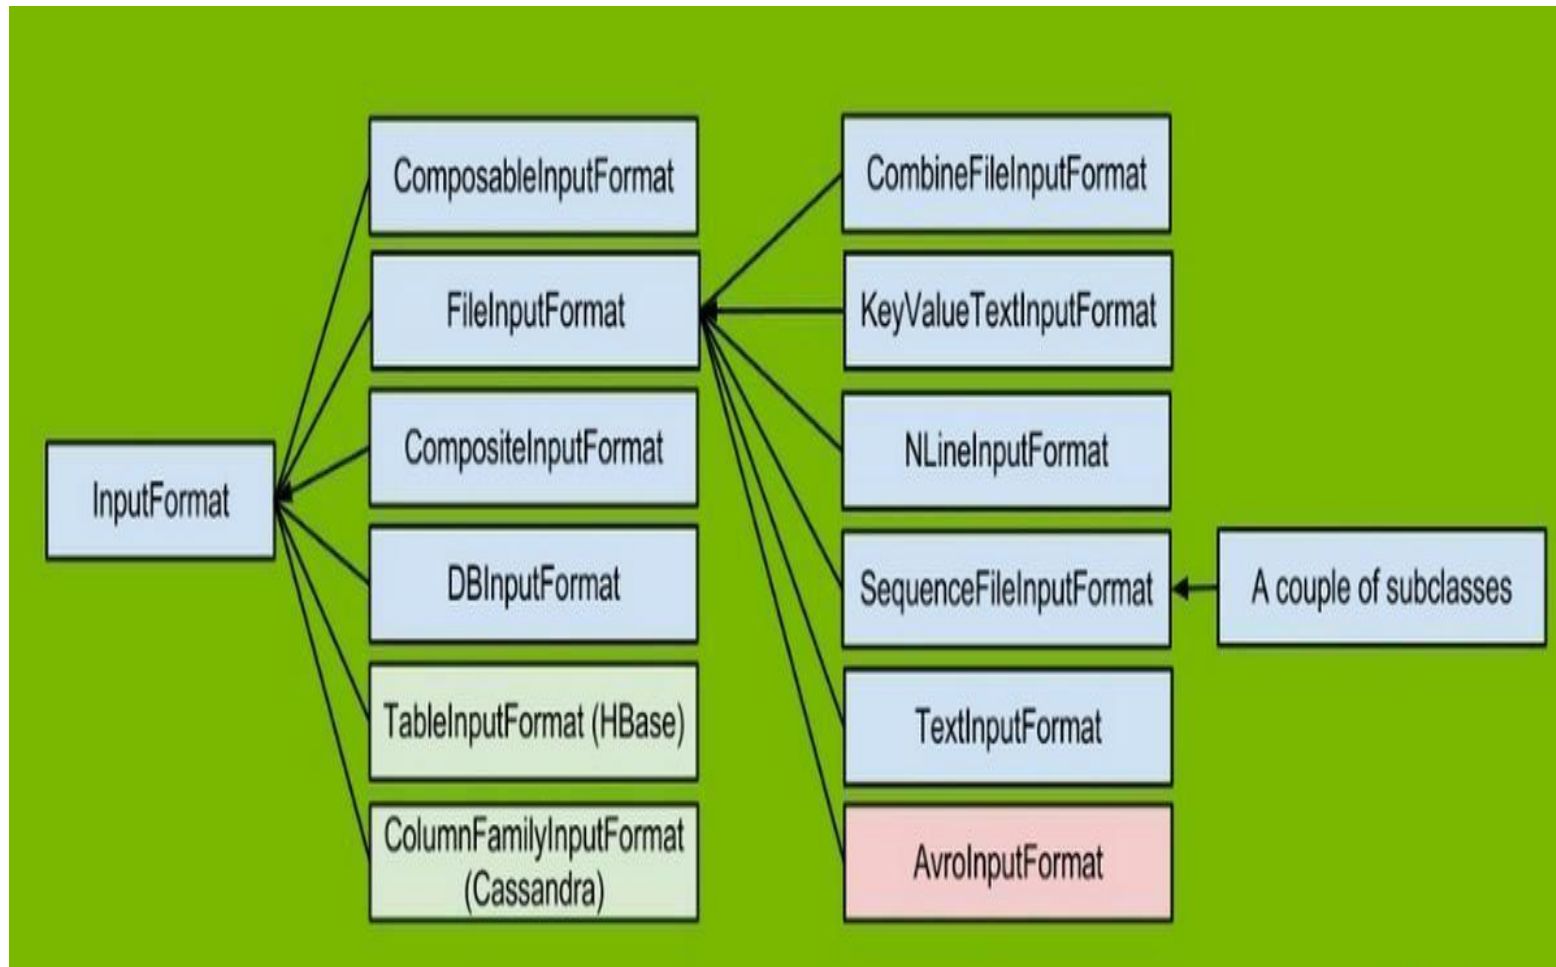 InputFormat
ComposableInputFormat
FileInputFormat
CompositeInputFormat
DBInputFormat
TableInputFormat (HBase)
ColumnFamilyInputFormat
(Cassandra)
CombineFileInputFormat
KeyValueTextInputFormat
NLineInputFormat
SequenceFileInputFormat
TextInputFormat
AvroInputFormat
A couple of subclasses